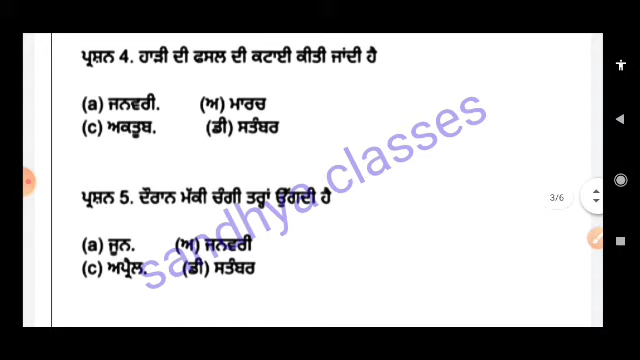 ਪ੍ਰਸ਼ਨ 4. ਹਾੜੀ ਦੀ ਫਸਲ ਦੀ ਕਟਾਈ ਕੀਤੀ ਜਾਂਦੀ ਹੈ
(a) ਜਨਵਰੀ. (ਅ) ਮਾਰਚ
(c) ਅਕਤੂਬ. (ਡੀ) ਸਤੰਬਰ
ਪ੍ਰਸ਼ਨ 5. ਦੌਰਾਨ ਮੱਕੀ ਚੰਗੀ ਤਰ੍ਹਾਂ ਉੱਗਦੀ ਹੈ
(a) ਜੂਨ. (ਅ) ਜਨਵਰੀ
(c) ਅਪ੍ਰੈਲ. (ਡੀ) ਸਤੰਬਰ
sandhya classes
3/6